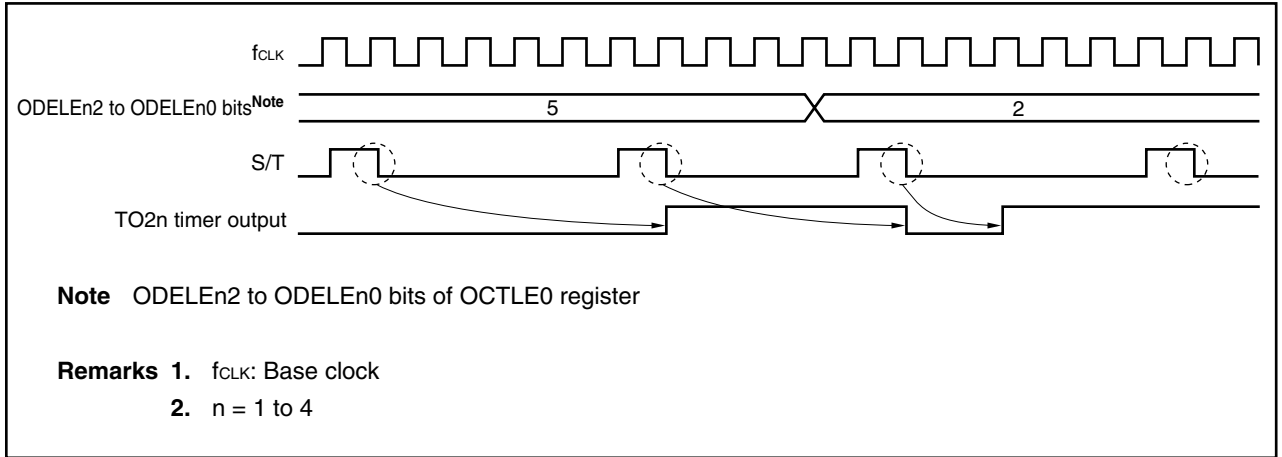 fCLK
ODELEn2 to ODELEn0 bitsNote
5
2
S/T
TO2n timer output
Note ODELEn2 to ODELEn0 bits of OCTLE0 register
Remarks 1. fCLK: Base clock
2. n = 1 to 4